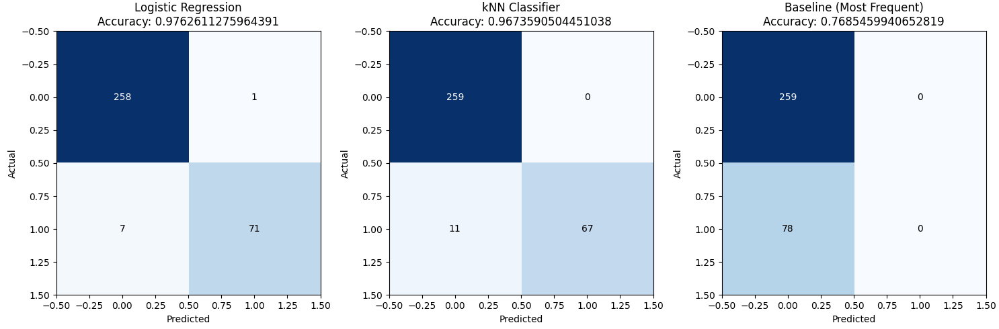 Logistic Regression
Accuracy: 0.9762611275964391
−0.50
−0.25
0.00
0.25
0.50
0.75
1.00
1.25
1.50
Actual
258
1
7
71
−0.50 −0.25 0.00 0.25 0.50 0.75 1.00 1.25 1.50
Predicted
kNN Classifier
Accuracy: 0.9673590504451038
−0.50
−0.25
0.00
0.25
0.50
0.75
1.00
1.25
1.50
Actual
259
0
11
67
−0.50 −0.25 0.00 0.25 0.50 0.75 1.00 1.25 1.50
Predicted
Baseline (Most Frequent)
Accuracy: 0.7685459940652819
−0.50
−0.25
0.00
0.25
0.50
0.75
1.00
1.25
1.50
Actual
259
0
78
0
−0.50 −0.25 0.00 0.25 0.50 0.75 1.00 1.25 1.50
Predicted